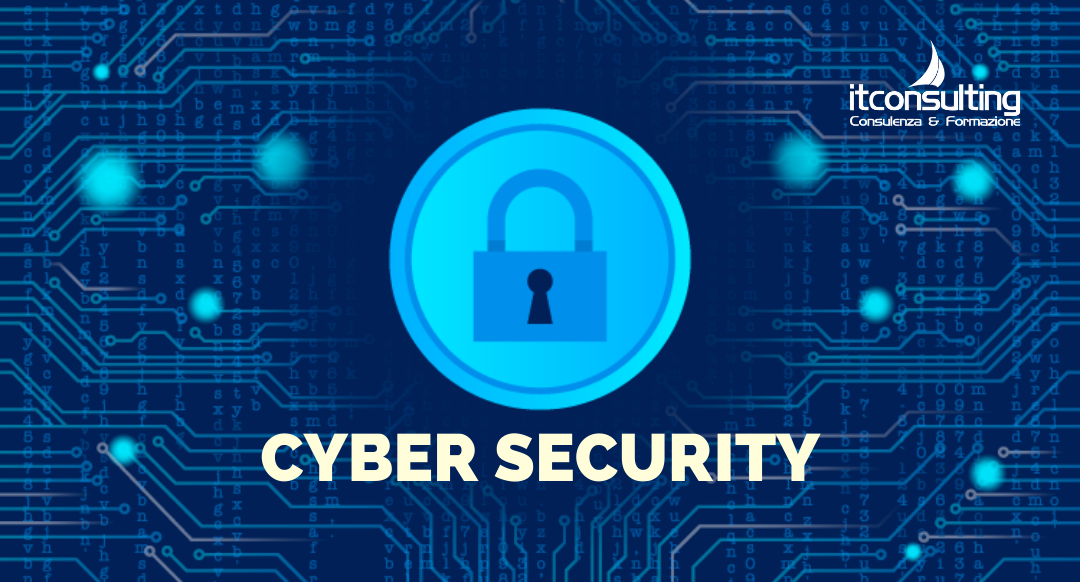 itconsulting
Consulenza & Formazione
CYBER SECURITY